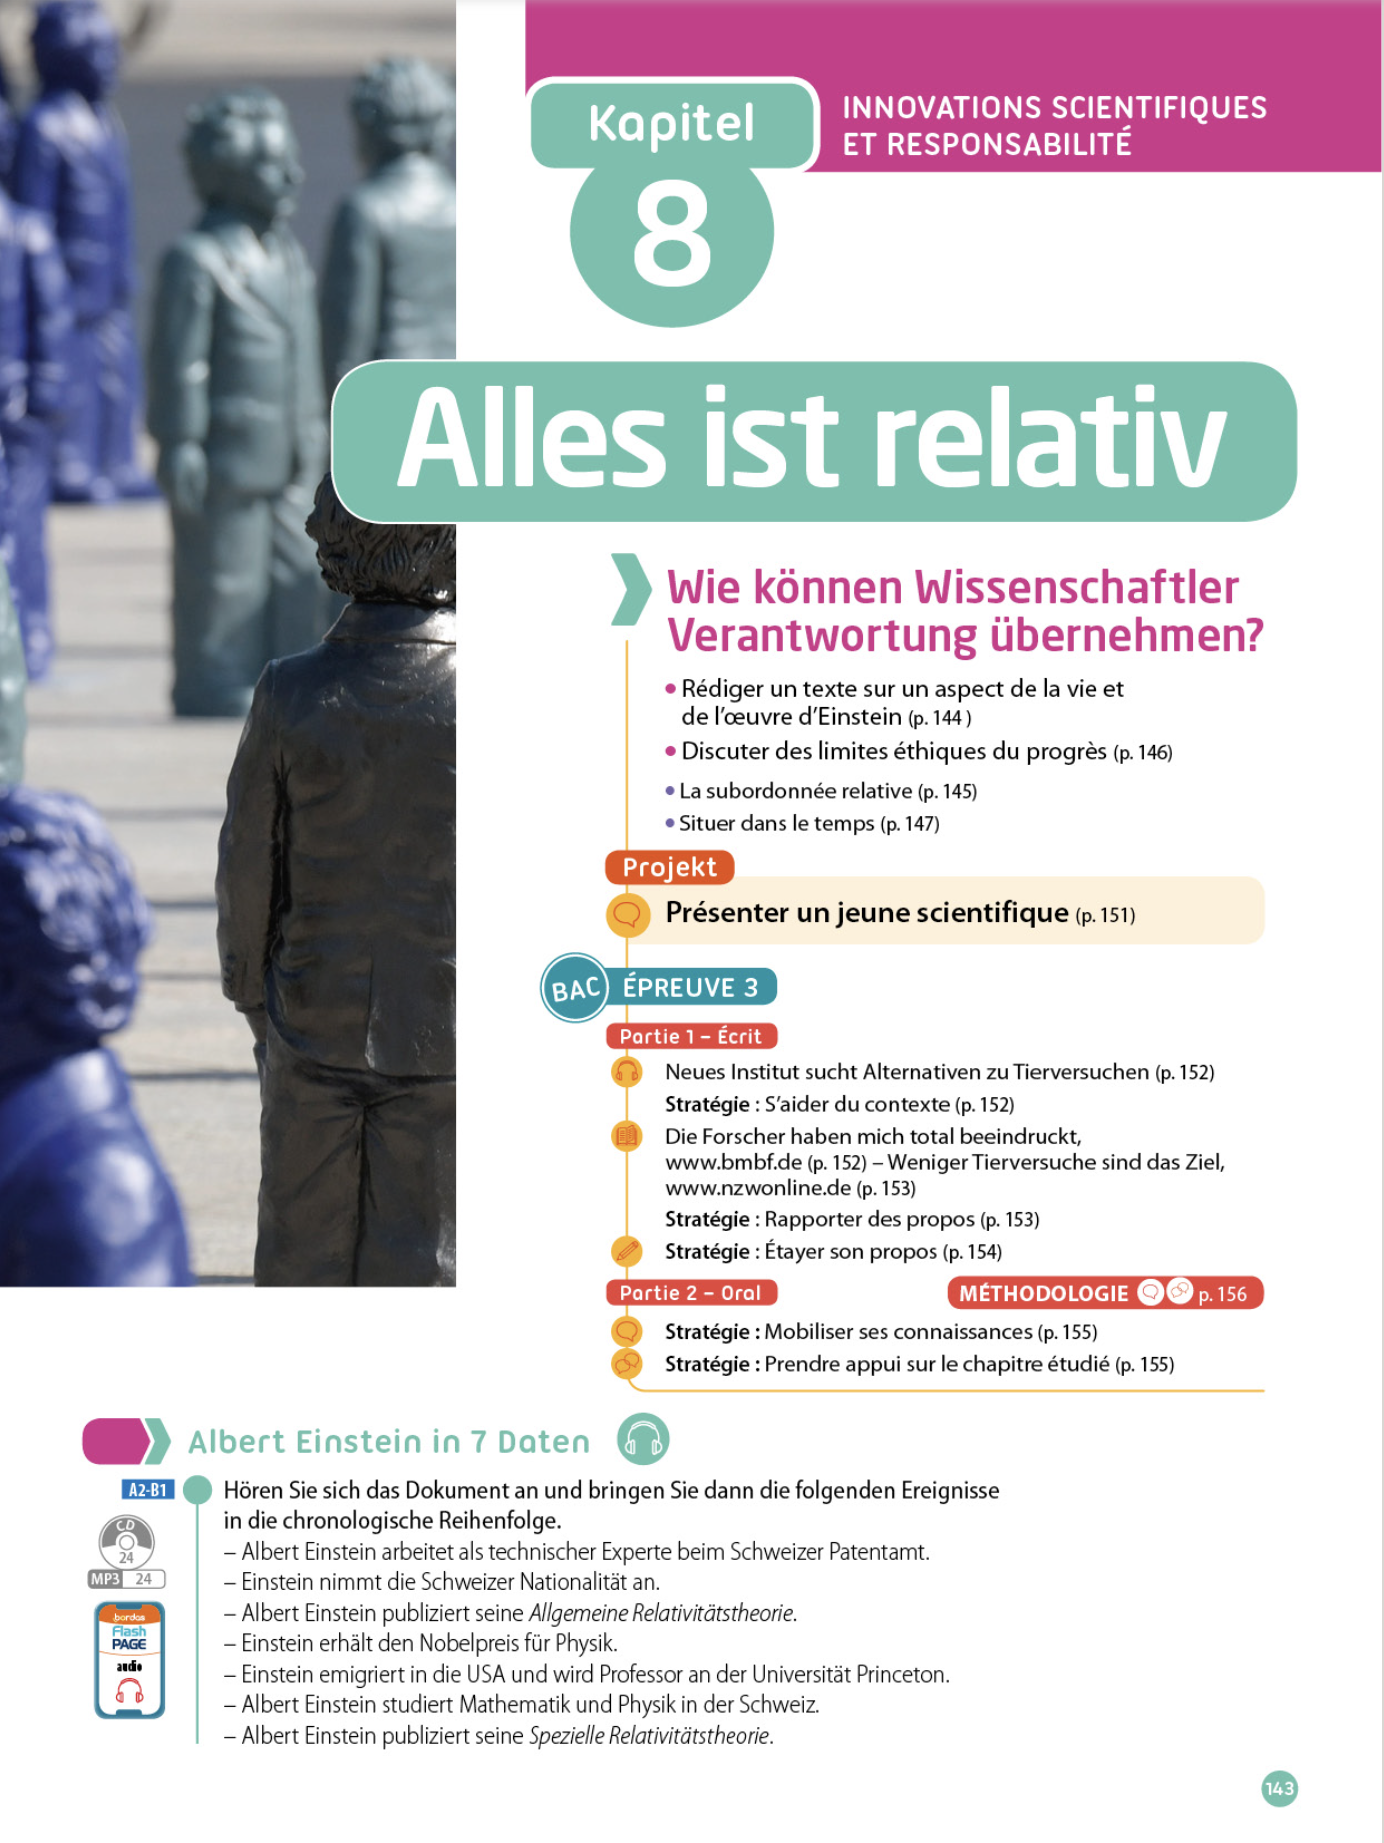 Kapitel
8
INNOVATIONS SCIENTIFIQUES
ET RESPONSABILITÉ
Alles ist relativ
Wie können Wissenschaftler
Verantwortung übernehmen?
• Rédiger un texte sur un aspect de la vie et
de l'œuvre d'Einstein (p. 144 )
• Discuter des limites éthiques du progrès (p. 146)
• La subordonnée relative (p. 145)
• Situer dans le temps (p. 147)
Projekt
Présenter un jeune scientifique (p. 151)
BAC ÉPREUVE 3
Partie 1 – Écrit
Neues Institut sucht Alternativen zu Tierversuchen (p. 152)
Stratégie : S'aider du contexte (p. 152)
Die Forscher haben mich total beeindruckt,
www.bmbf.de (p. 152) – Weniger Tierversuche sind das Ziel,
www.nzwonline.de (p. 153)
Stratégie : Rapporter des propos (p. 153)
Stratégie : Étayer son propos (p. 154)
Partie 2 – Oral
MÉTHODOLOGIE p. 156
Stratégie : Mobiliser ses connaissances (p. 155)
Stratégie : Prendre appui sur le chapitre étudié (p. 155)
Albert Einstein in 7 Daten
A2-B1
CD
24
MP3 24
bordas
Flash
PAGE
audio
Hören Sie sich das Dokument an und bringen Sie dann die folgenden Ereignisse
in die chronologische Reihenfolge.
– Albert Einstein arbeitet als technischer Experte beim Schweizer Patentamt.
– Einstein nimmt die Schweizer Nationalität an.
– Albert Einstein publiziert seine Allgemeine Relativitätstheorie.
– Einstein erhält den Nobelpreis für Physik.
– Einstein emigriert in die USA und wird Professor an der Universität Princeton.
– Albert Einstein studiert Mathematik und Physik in der Schweiz.
– Albert Einstein publiziert seine Spezielle Relativitätstheorie.
143